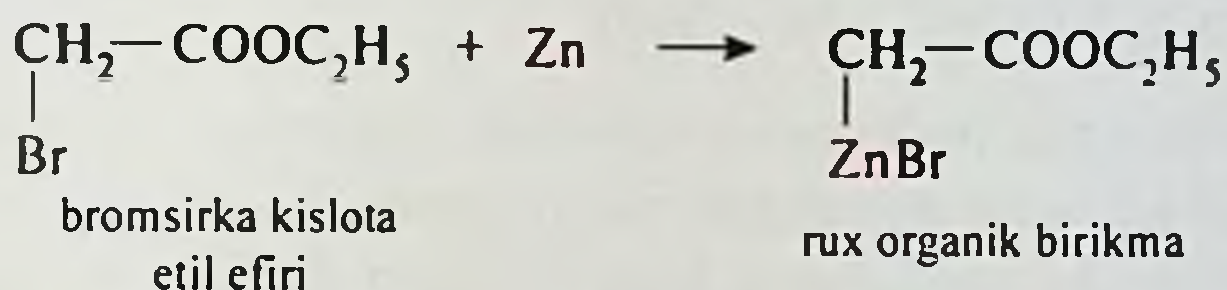 CH₂—COOC₂H₅ + Zn ⟶ CH₂—COOC₂H₅
| |
Br ZnBr
bromsirka kislota
etil efiri
rux organik birikma